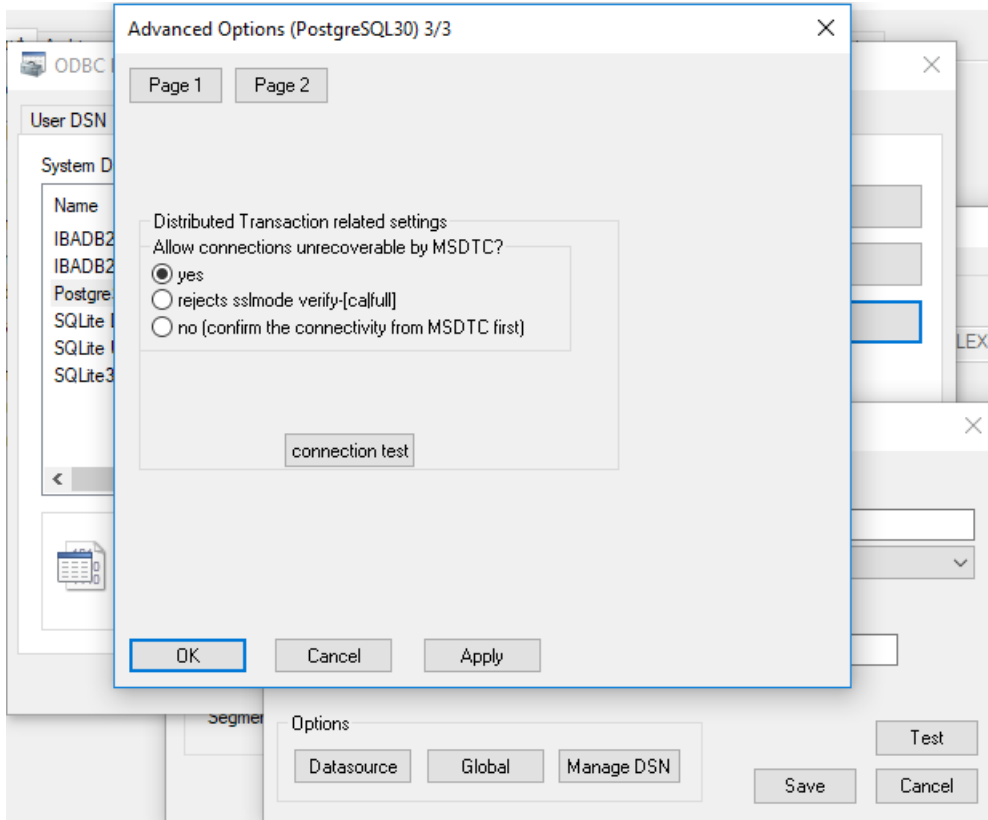 Advanced Options (PostgreSQL30) 3/3
Page 1 Page 2
ODBC
User DSN
System D
Name
IBADB2
IBADB2
Postgre
SQLite
SQLite
SQLite3
Distributed Transaction related settings
Allow connections unrecoverable by MSDTC?
yes
rejects sslmode verify-[ca|full]
no (confirm the connectivity from MSDTC first)
connection test
LEX
OK Cancel Apply
Segmen
Options
Datasource Global Manage DSN
Test
Save Cancel